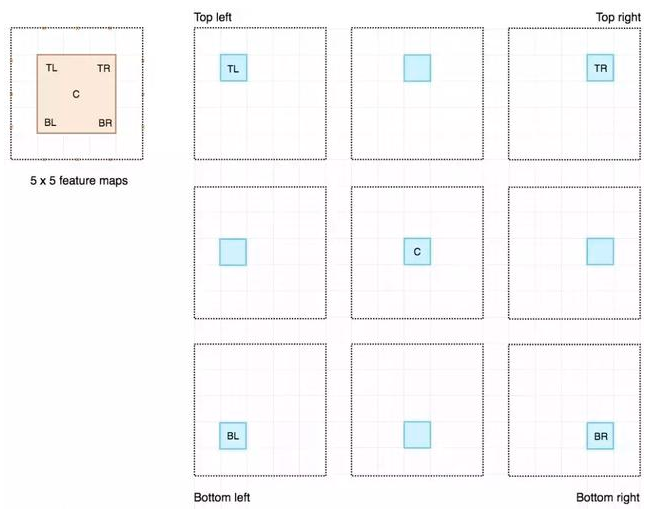 Top left
Top right
TL
TR
C
BL
BR
5 x 5 feature maps
TL
TR
C
BL
BR
Bottom left
Bottom right